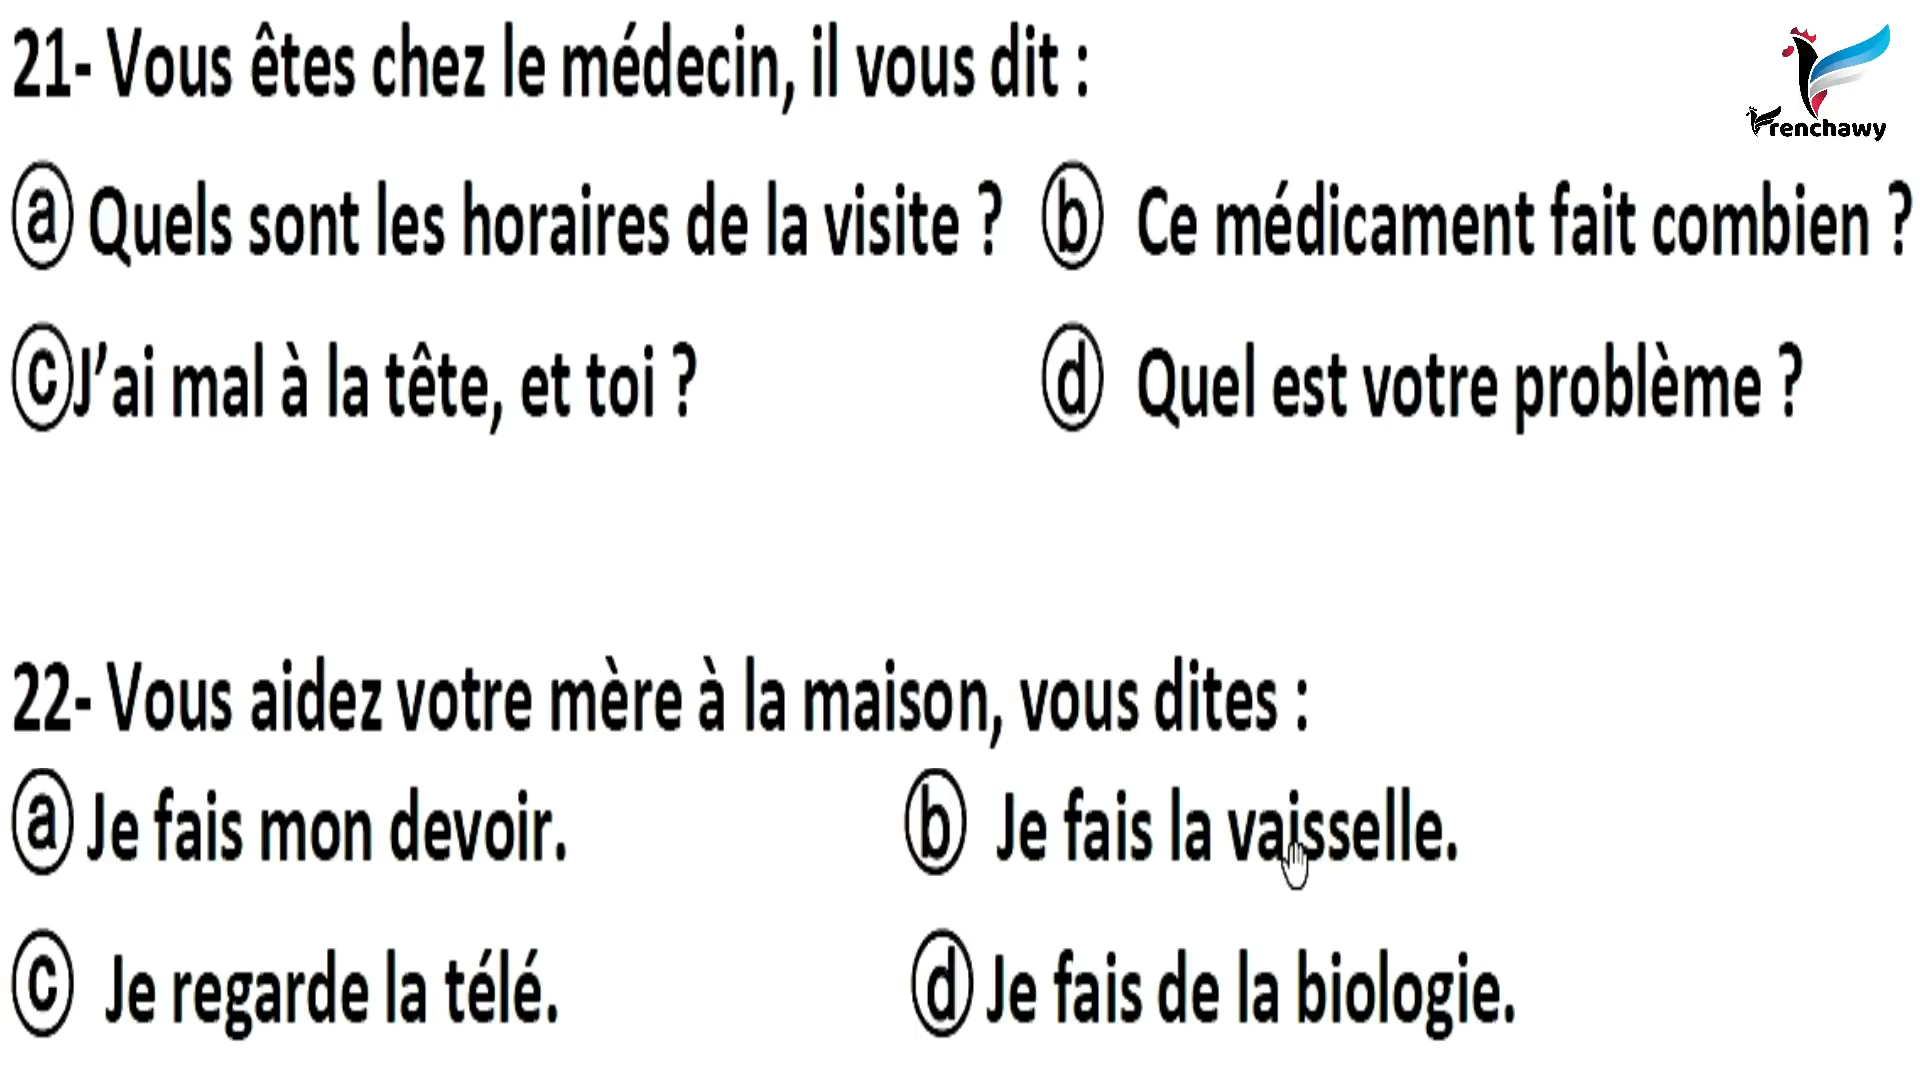 21- Vous êtes chez le médecin, il vous dit :
Frenchawy
ⓐ Quels sont les horaires de la visite ? ⓑ Ce médicament fait combien ?
ⓒJ’ai mal à la tête, et toi ? ⓓ Quel est votre problème ?
22- Vous aidez votre mère à la maison, vous dites :
ⓐ Je fais mon devoir. ⓑ Je fais la vaisselle.
ⓒ Je regarde la télé. ⓓ Je fais de la biologie.